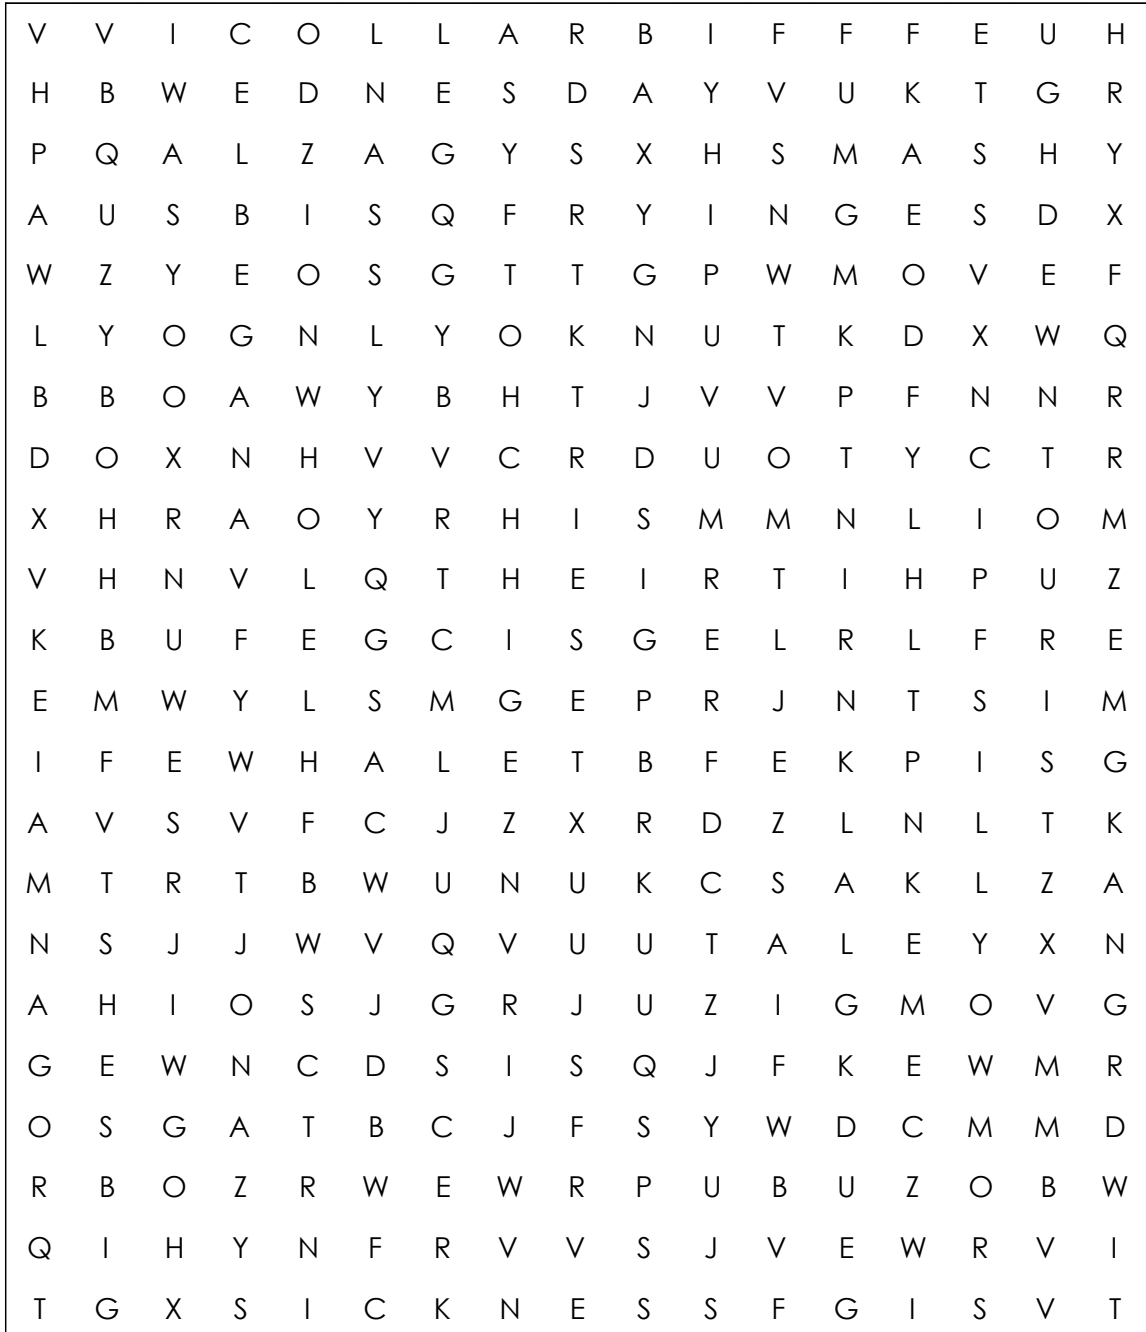 V V I C O L L A R B I F F F E U H
H B W E D N E S D A Y V U K T G R
P Q A L Z A G Y S X H S M A S H Y
A U S B I S Q F R Y I N G E S D X
W Z Y E O S G T T G P W M O V E F
L Y O G N L Y O K N U T K D X W Q
B B O A W Y B H T J V V P F N N R
D O X N H V V C R D U O T Y C T R
X H R A O Y R H I S M M N L I O M
V H N V L Q T H E I R T I H P U Z
K B U F E G C I S G E L R L F R E
E M W Y L S M G E P R J N T S I M
I F E W H A L E T B F E K P I S G
A V S V F C J Z X R D Z L N L T K
M T R T B W U N U K C S A K L Z A
N S J J W V Q V U U T A L E Y X N
A H I O S J G R J U Z I G M O V G
G E W N C D S I S Q J F K E W M R
O S G A T B C J F S Y W D C M M D
R B O Z R W E W R P U B U Z O B W
Q I H Y N F R V V S J V E W R V I
T G X S I C K N E S S F G I S V T